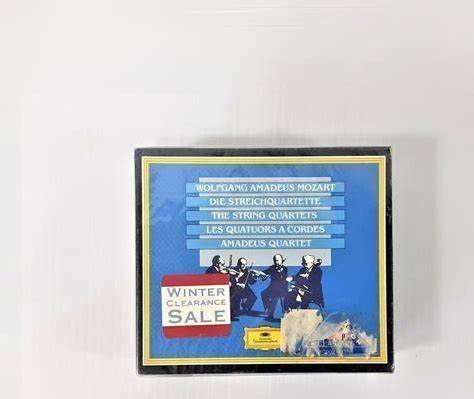 WOLFGANG AMADEUS MOZART
DIE STREICHQUARTETTE
THE STRING QUARTETS
LES QUATUORS A CORDES
AMADEUS QUARTET
WINTER
CLEARANCE
SALE